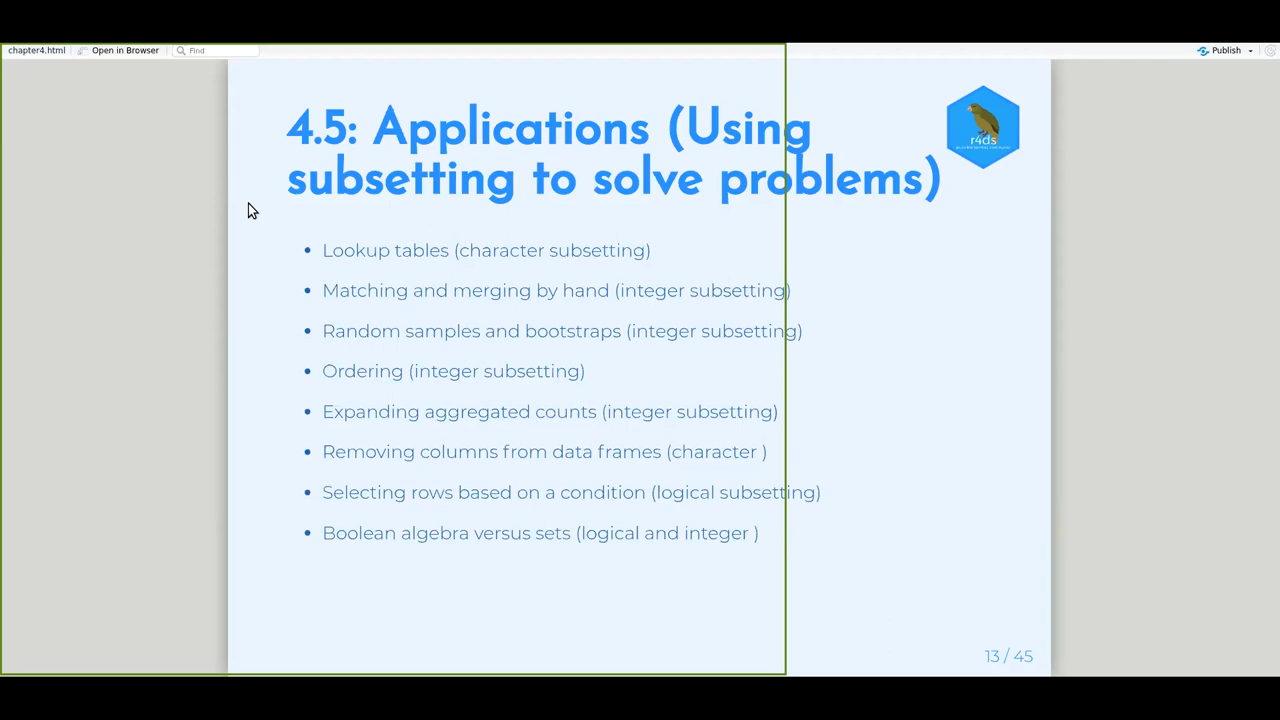 chapter4.html Open in Browser Find Publish
4.5: Applications (Using
subsetting to solve problems)
r4ds
• Lookup tables (character subsetting)
• Matching and merging by hand (integer subsetting)
• Random samples and bootstraps (integer subsetting)
• Ordering (integer subsetting)
• Expanding aggregated counts (integer subsetting)
• Removing columns from data frames (character )
• Selecting rows based on a condition (logical subsetting)
• Boolean algebra versus sets (logical and integer )
13 / 45